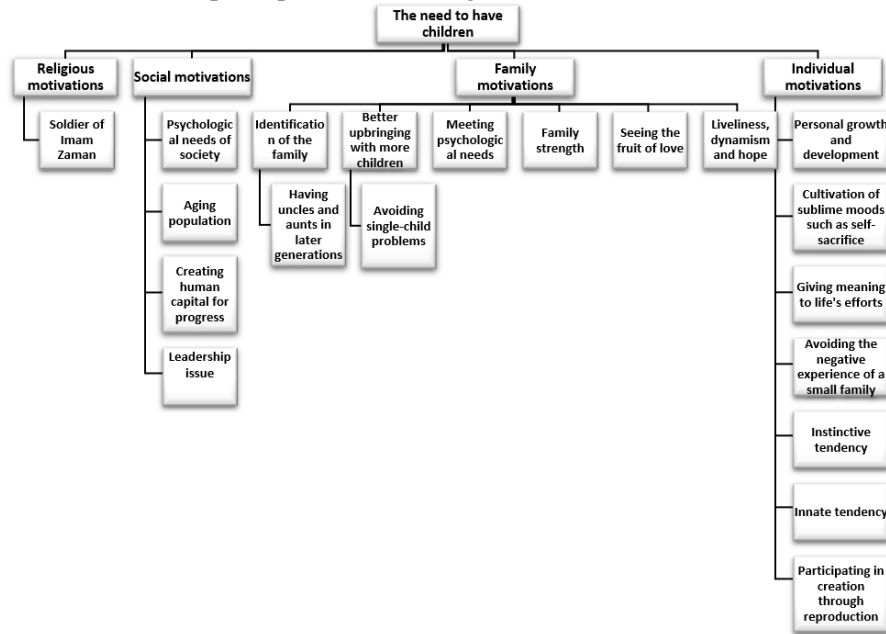 The need to have
children
Religious
motivations
Soldier of
Imam
Zaman
Social motivations
Psychologic
al needs of
society
Aging
population
Creating
human
capital for
progress
Leadership
issue
Family
motivations
Identificatio
n of the
family
Having
uncles and
aunts in
later
generations
Better
upbringing
with more
children
Avoiding
single-child
problems
Meeting
psychologic
al needs
Family
strength
Seeing the
fruit of love
Liveliness,
dynamism
and hope
Individual
motivations
Personal growth
and
development
Cultivation of
sublime moods
such as self-
sacrifice
Giving meaning
to life's efforts
Avoiding the
negative
experience of a
small family
Instinctive
tendency
Innate tendency
Participating in
creation
through
reproduction